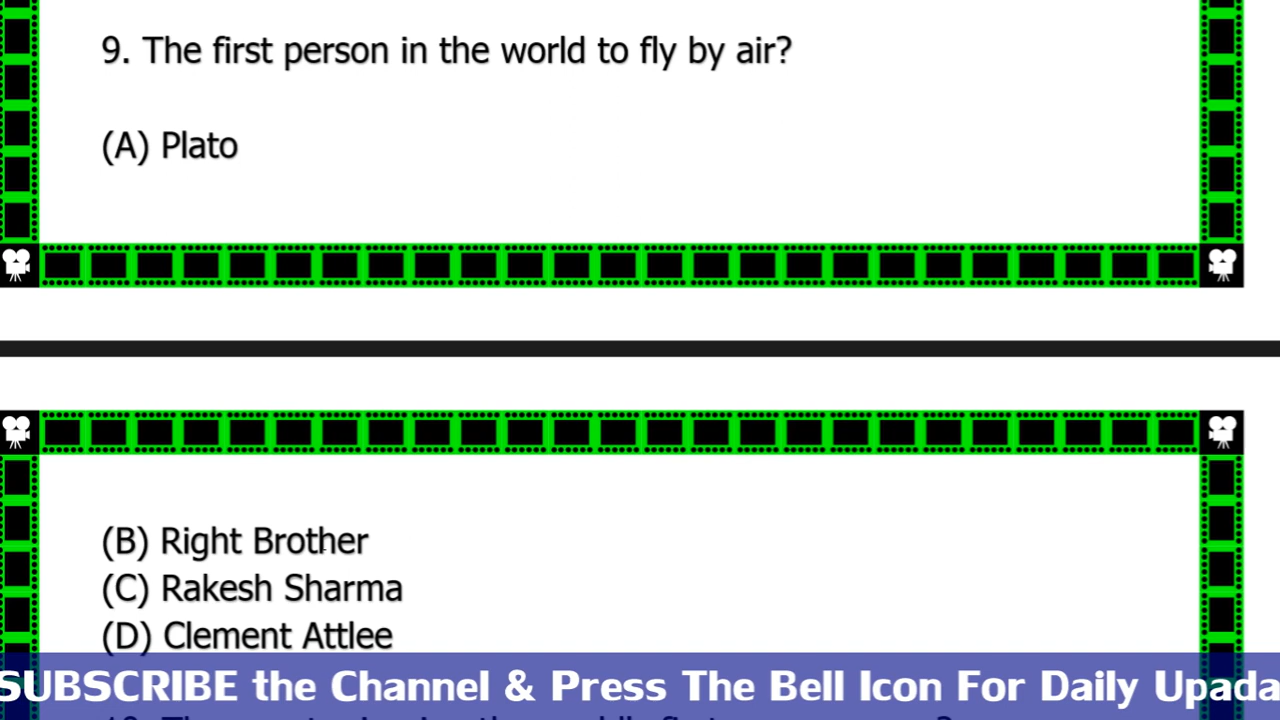 9. The first person in the world to fly by air?
(A) Plato
(B) Right Brother
(C) Rakesh Sharma
(D) Clement Attlee
SUBSCRIBE the Channel & Press The Bell Icon For Daily Upada